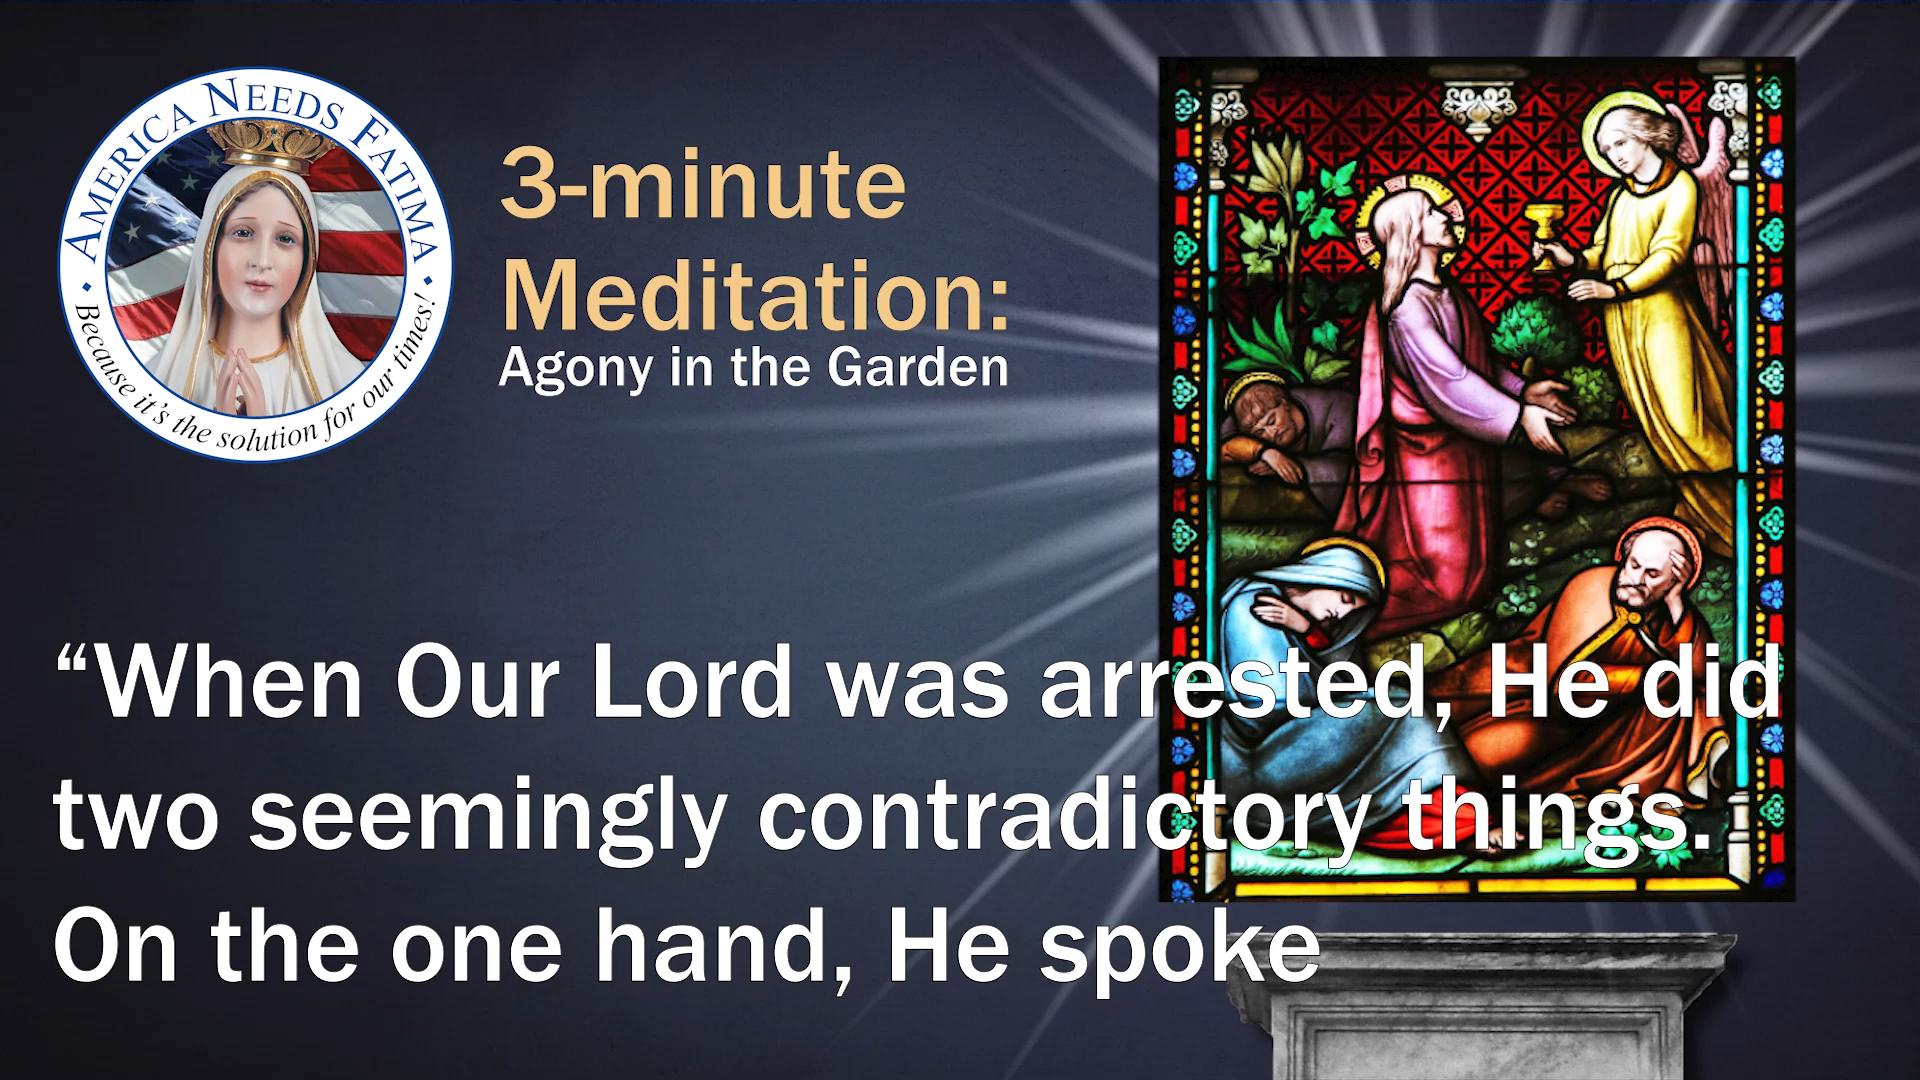 AMERICA NEEDS FATIMA
Because it's the solution for our times!
3-minute
Meditation:
Agony in the Garden
“When Our Lord was arrested, He did
two seemingly contradictory things.
On the one hand, He spoke